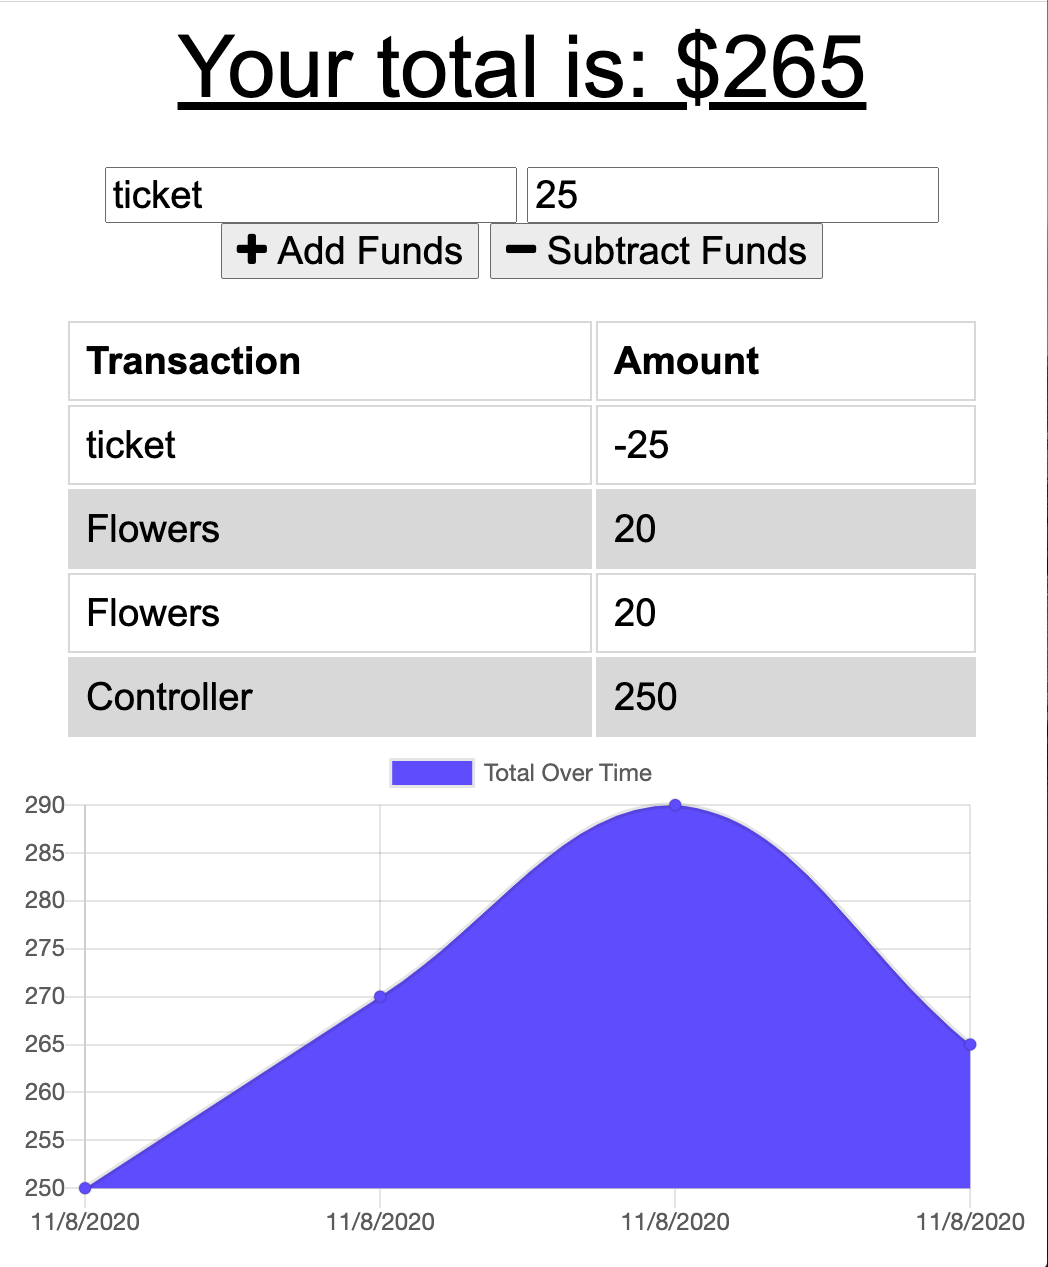 Your total is: $265
ticket 25
Add Funds Subtract Funds
Transaction Amount
ticket -25
Flowers 20
Flowers 20
Controller 250
Total Over Time
290
285
280
275
270
265
260
255
250
11/8/2020 11/8/2020 11/8/2020 11/8/2020